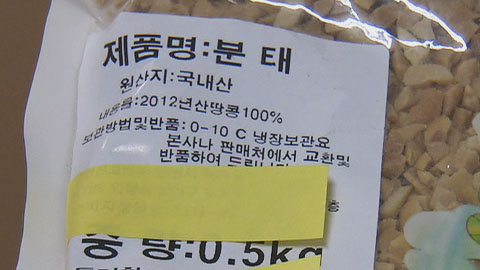 제품명:분 태
원산지:국내산
내용물:2012년산땅콩100%
보관방법및반품: 0-10 C 냉장보관요
본사나 판매처에서 교환및
반품하여 드립니다
층
중 량:0.5kg